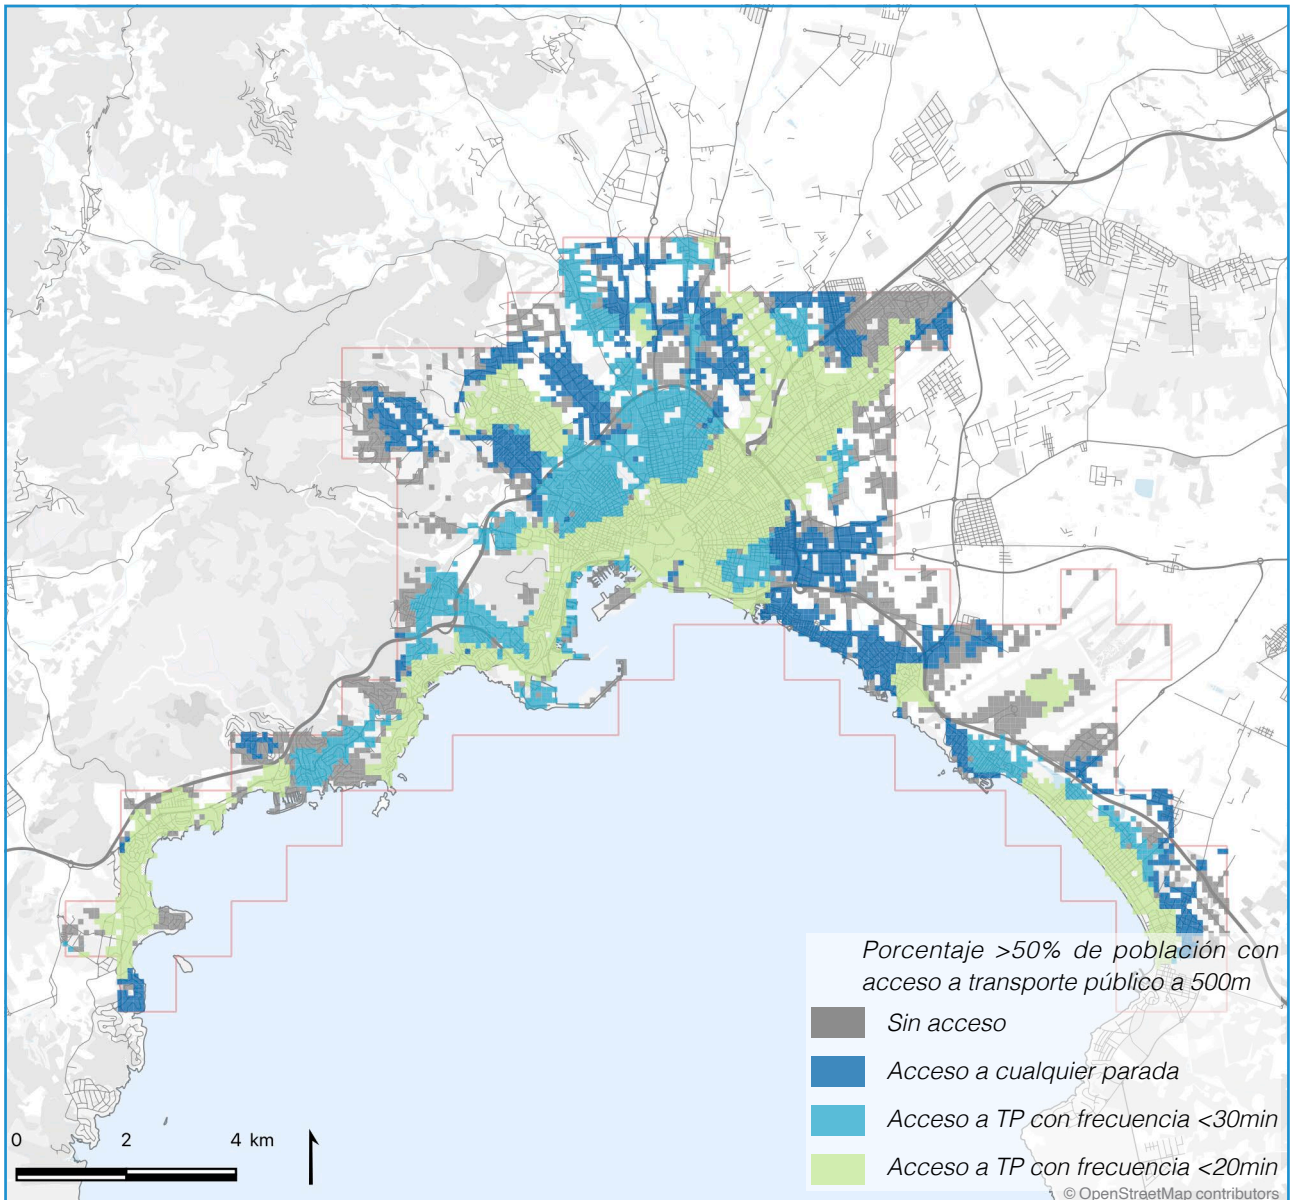 Porcentaje >50% de población con
acceso a transporte público a 500m
Sin acceso
Acceso a cualquier parada
Acceso a TP con frecuencia <30min
Acceso a TP con frecuencia <20min
0 2 4 km
© OpenStreetMap contributors